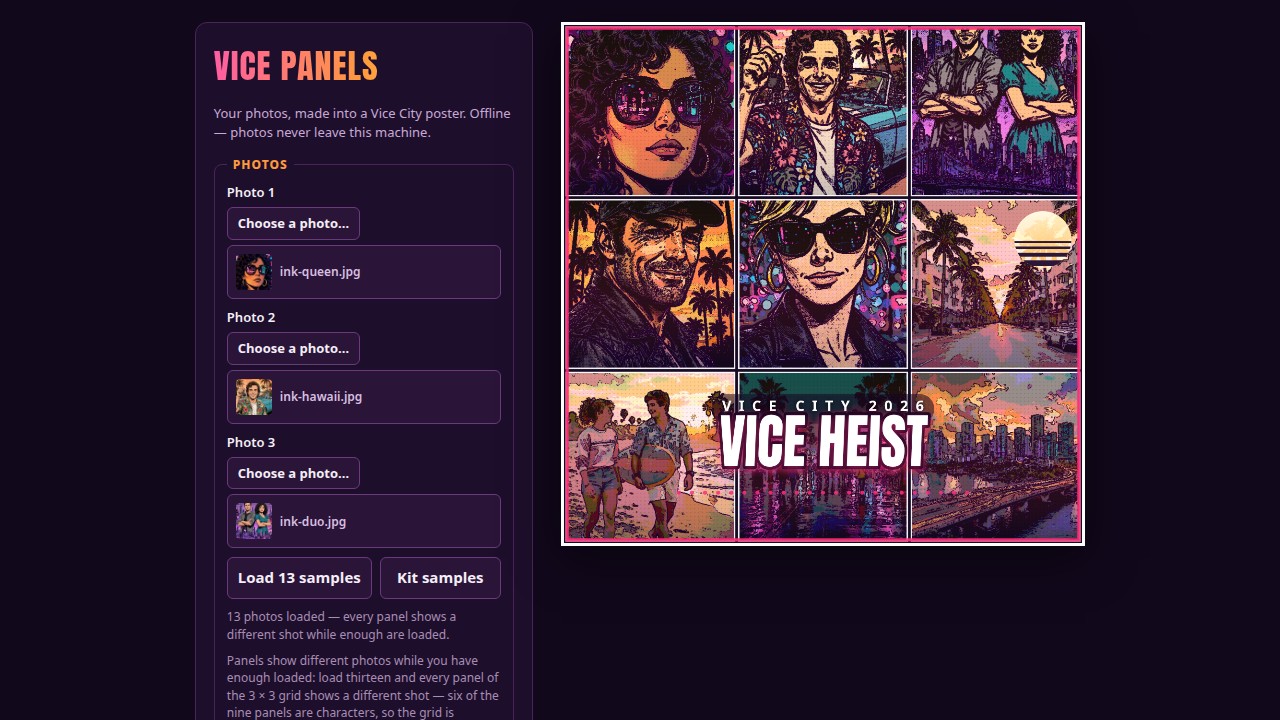 VICE PANELS
Your photos, made into a Vice City poster. Offline
— photos never leave this machine.
PHOTOS
Photo 1
Choose a photo...
ink-queen.jpg
Photo 2
Choose a photo...
ink-hawaii.jpg
Photo 3
Choose a photo...
ink-duo.jpg
Load 13 samples
Kit samples
13 photos loaded — every panel shows a
different shot while enough are loaded.
Panels show different photos while you have
enough loaded: load thirteen and every panel of
the 3 × 3 grid shows a different shot — six of the
nine panels are characters, so the grid is
VICE CITY 2026
VICE HEIST